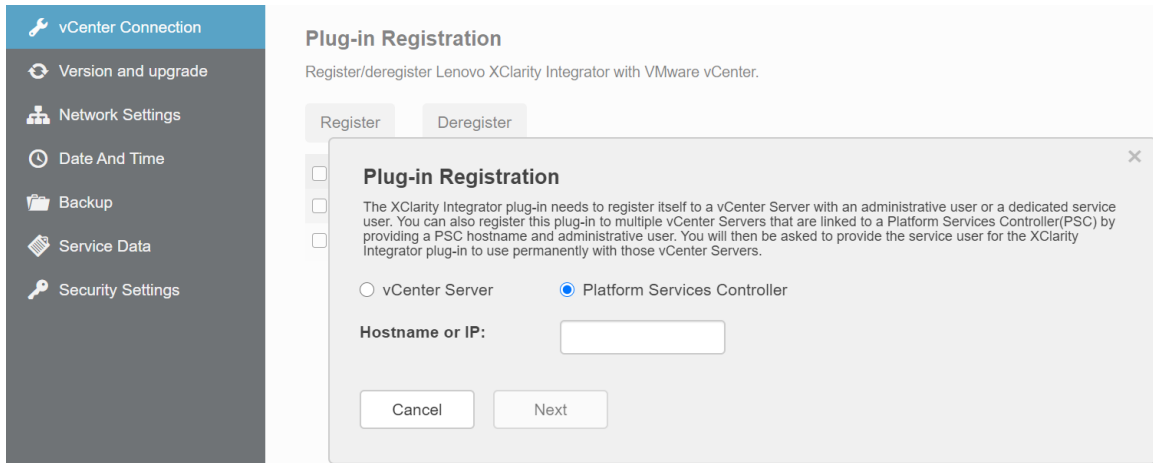 vCenter Connection
Version and upgrade
Network Settings
Date And Time
Backup
Service Data
Security Settings
Plug-in Registration
Register/deregister Lenovo XClarity Integrator with VMware vCenter.
Register
Deregister
×
Plug-in Registration
The XClarity Integrator plug-in needs to register itself to a vCenter Server with an administrative user or a dedicated service
user. You can also register this plug-in to multiple vCenter Servers that are linked to a Platform Services Controller(PSC) by
providing a PSC hostname and administrative user. You will then be asked to provide the service user for the XClarity
Integrator plug-in to use permanently with those vCenter Servers.
vCenter Server
Platform Services Controller
Hostname or IP:
Cancel
Next